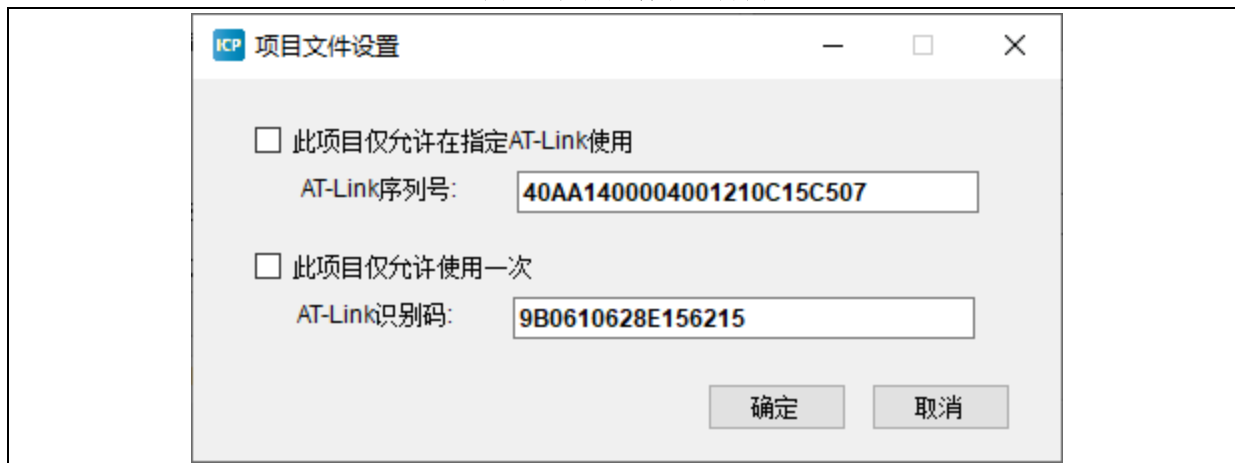 ICP 项目文件设置
此项目仅允许在指定AT-Link使用
AT-Link序列号: 40AA1400004001210C15C507
此项目仅允许使用一次
AT-Link识别码: 9B0610628E156215
确定 取消